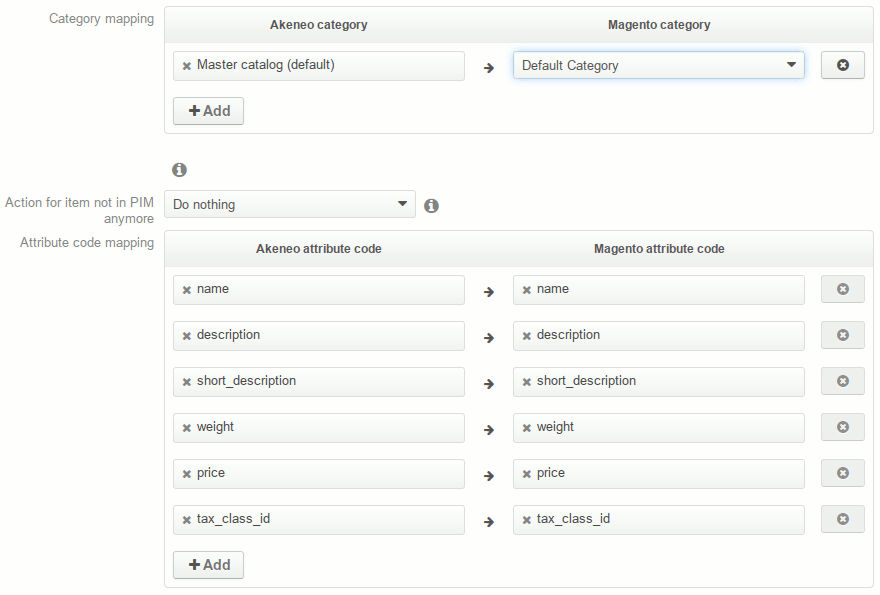 Category mapping
Akeneo category
Magento category
Master catalog (default)
Default Category
Add
Action for item not in PIM
anymore
Do nothing
Attribute code mapping
Akeneo attribute code
Magento attribute code
name
name
description
description
short_description
short_description
weight
weight
price
price
tax_class_id
tax_class_id
Add